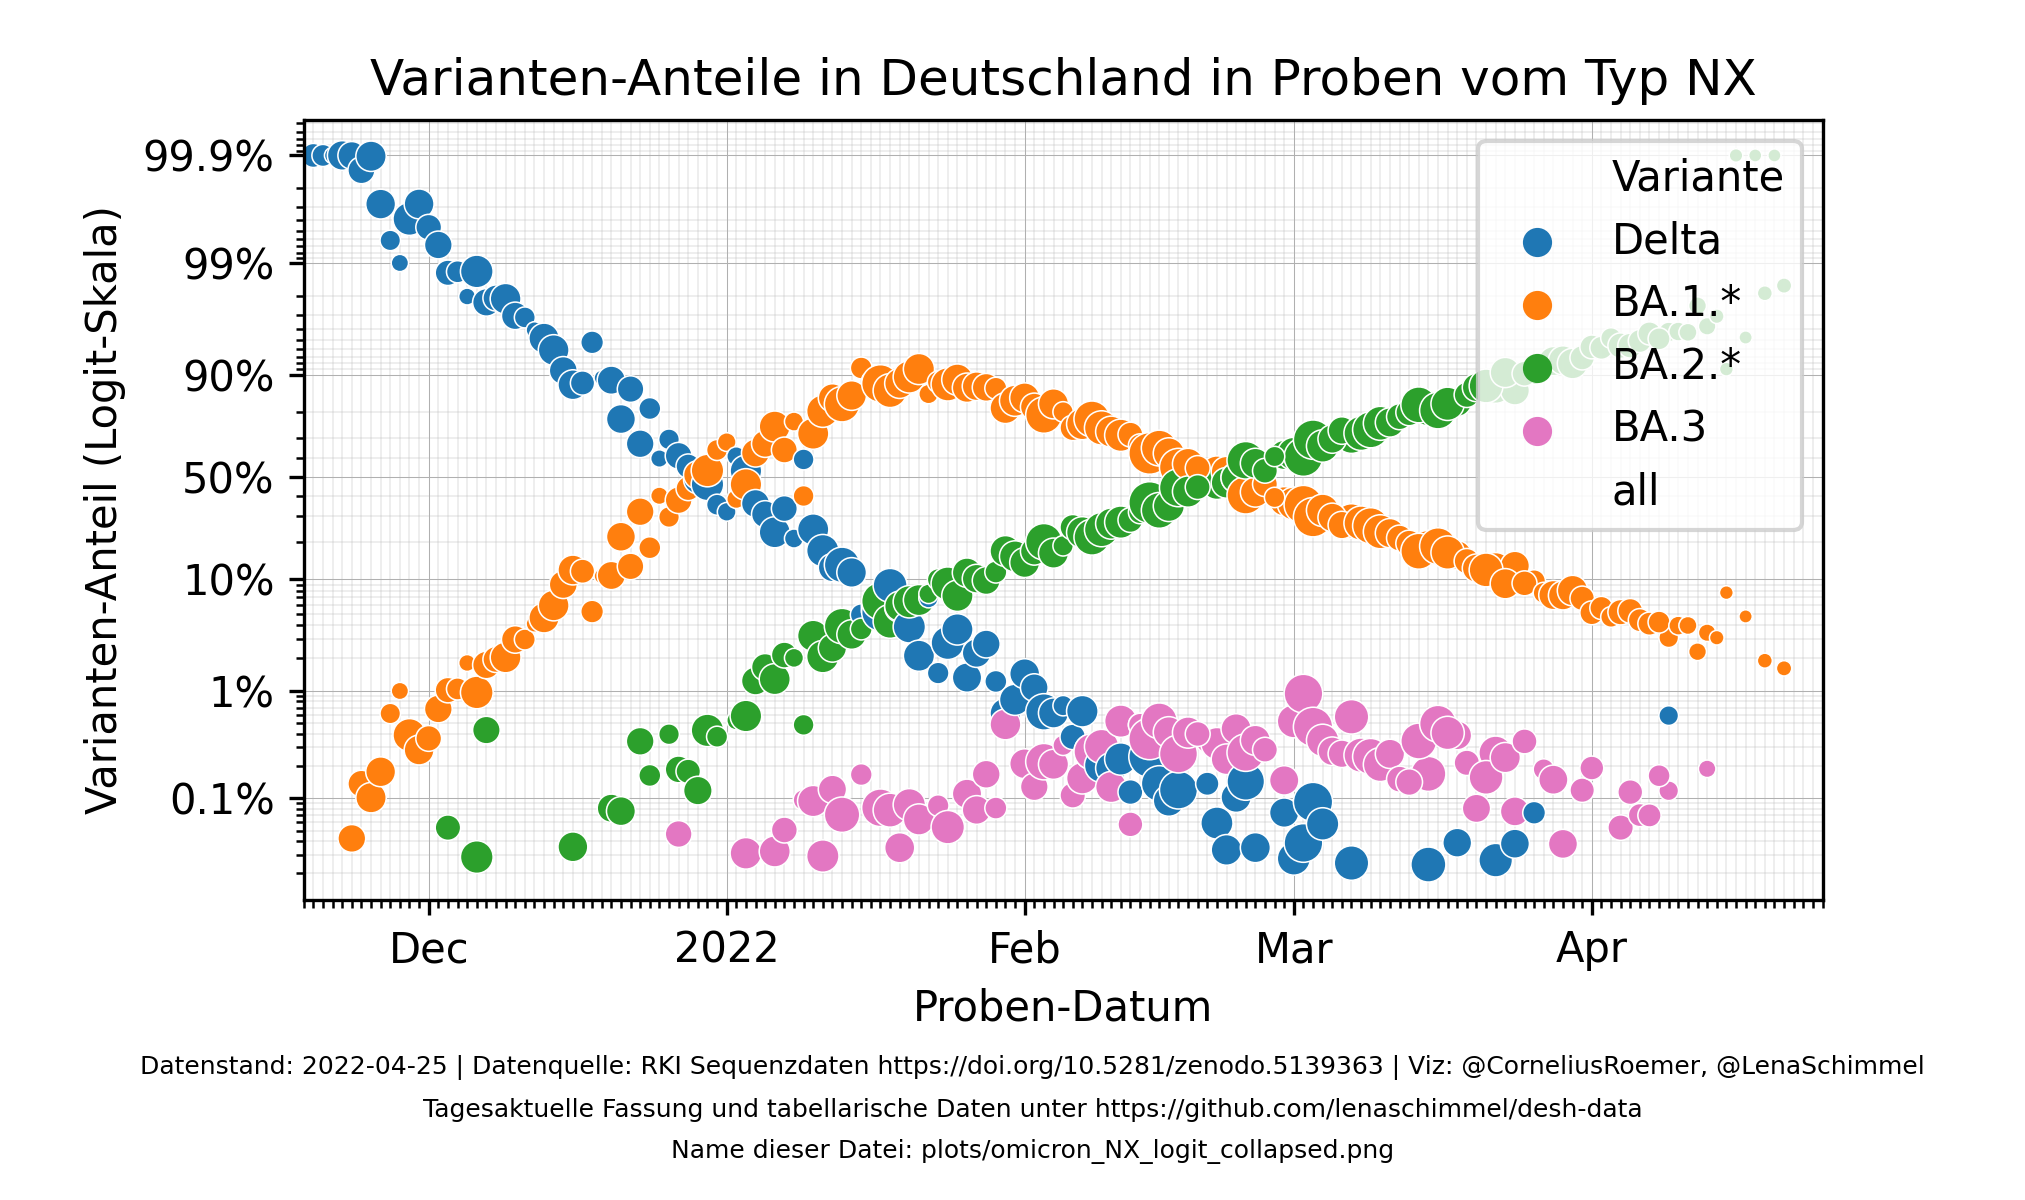 Varianten-Anteile in Deutschland in Proben vom Typ NX
Varianten-Anteil (Logit-Skala)
99.9%
99%
90%
50%
10%
1%
0.1%
Variante
Delta
BA.1.*
BA.2.*
BA.3
all
Dec
2022
Feb
Mar
Apr
Proben-Datum
Datenstand: 2022-04-25 | Datenquelle: RKI Sequenzdaten https://doi.org/10.5281/zenodo.5139363 | Viz: @CorneliusRoemer, @LenaSchimmel
Tagesaktuelle Fassung und tabellarische Daten unter https://github.com/lenaschimmel/desh-data
Name dieser Datei: plots/omicron_NX_logit_collapsed.png